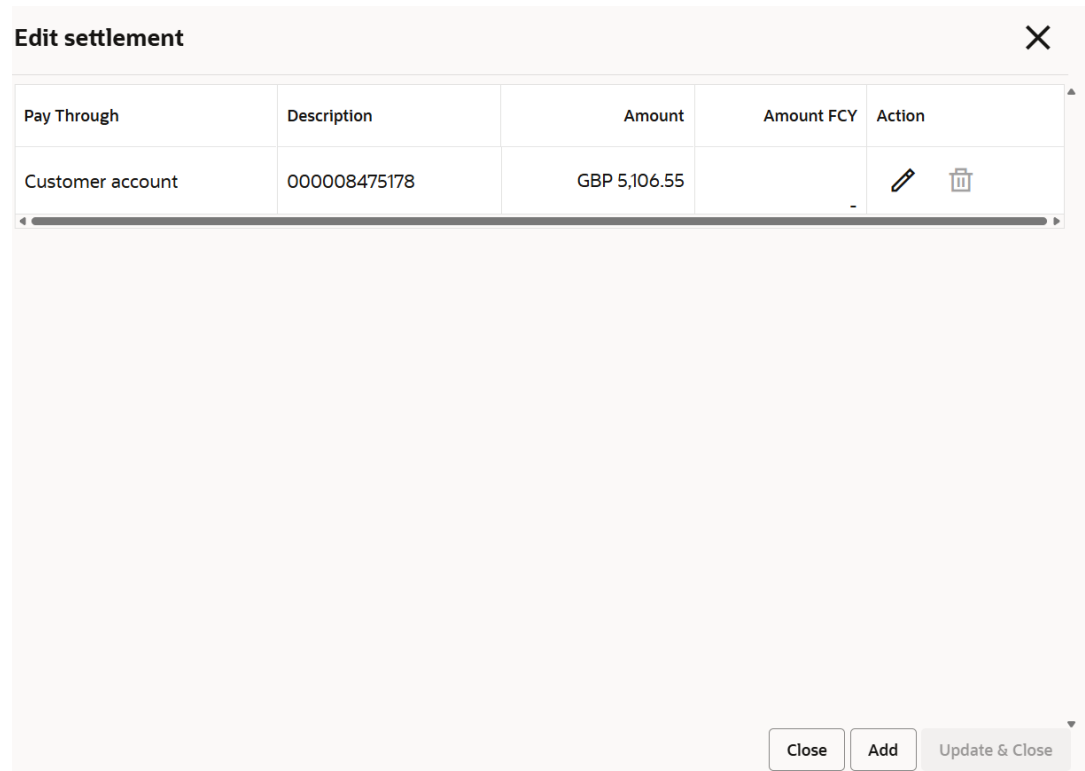 Edit settlement
Pay Through Description Amount Amount FCY Action
Customer account 000008475178 GBP 5,106.55 -
Close Add Update & Close